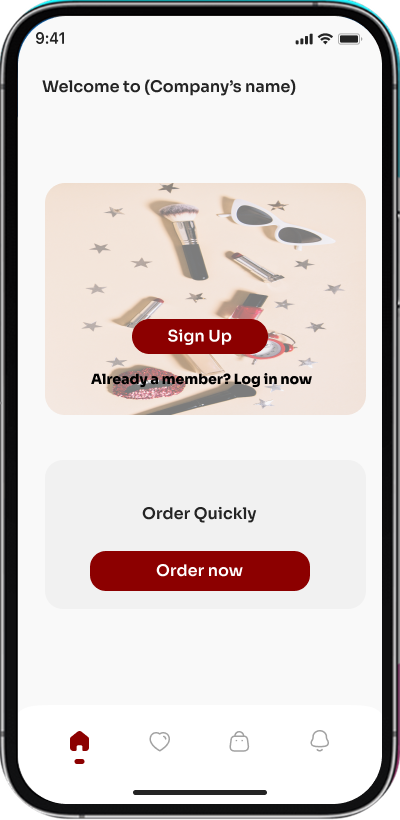 9:41
Welcome to (Company’s name)
Sign Up
Already a member? Log in now
Order Quickly
Order now